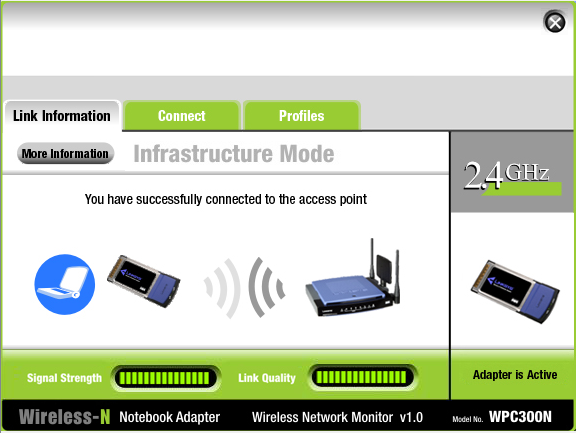 Link Information
Connect
Profiles
More Information
Infrastructure Mode
2.4GHz
You have successfully connected to the access point
Signal Strength
Link Quality
Adapter is Active
Wireless-N Notebook Adapter Wireless Network Monitor v1.0 Model No. WPC300N